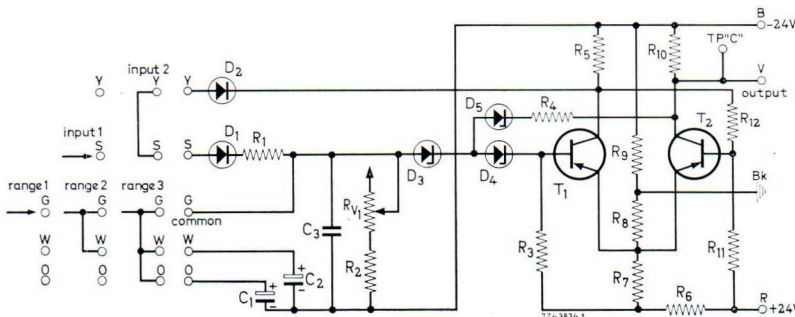 B
-24V
TP"C"
V
output
R5
R10
D2
input 2
Y Y Y
D5
R4
T2
R12
input 1
S S S
D1
R1
D3
D4
T1
R9
Bk
range 1 range 2 range 3
G G G G
common
RV1
C3
R8
W W W W
R2
R3
R7
R11
O O O O
C1
+
-
C2
+
-
R6
R
+24V
7Z43834.1